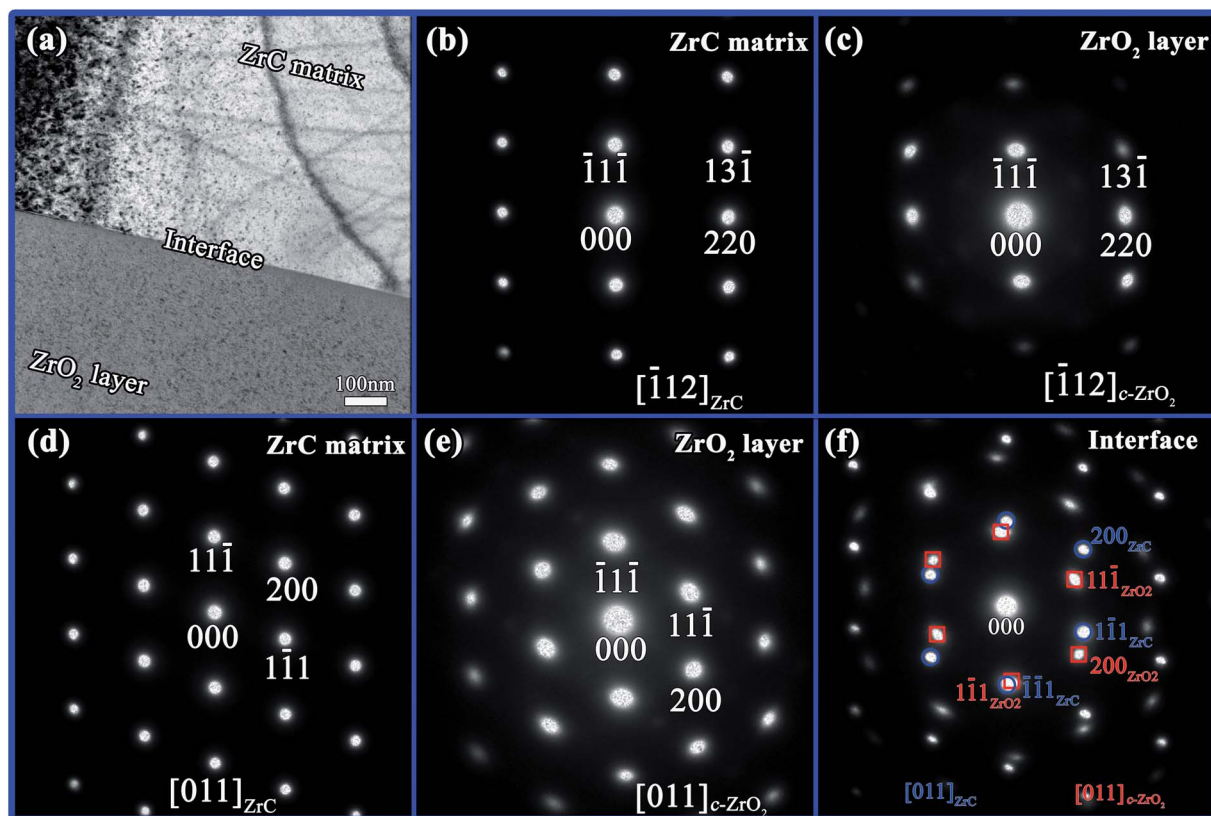 (a)
ZrC matrix
Interface
ZrO₂ layer
100nm
(b)
ZrC matrix
1̄11̄
131̄
000
220
[1̄12]ZrC
(c)
ZrO₂ layer
1̄11̄
131̄
000
220
[1̄12]c-ZrO₂
(d)
ZrC matrix
111̄
200
000
11̄1
[011]ZrC
(e)
ZrO₂ layer
1̄11̄
111̄
000
200
[011]c-ZrO₂
(f)
Interface
200ZrC
111̄ZrO2
000
11̄1ZrC
200ZrO2
11̄1ZrO2
1̄1̄1ZrC
[011]ZrC
[011]c-ZrO₂